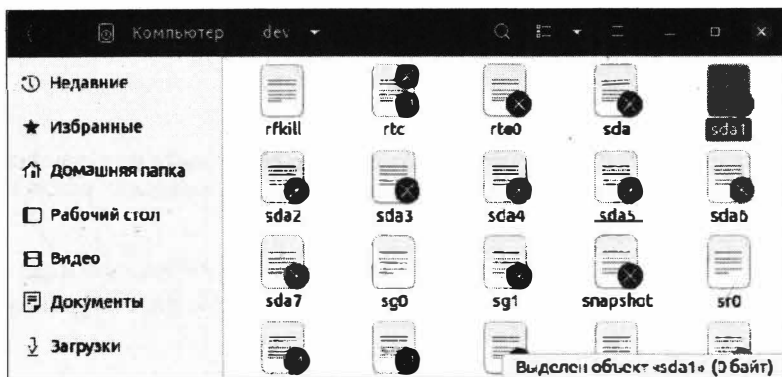 Компьютер dev
Недавние
Избранные
Домашняя папка
Рабочий стол
Видео
Документы
Загрузки
rfkill rtc rtc0 sda sda1
sda2 sda3 sda4 sda5 sda6
sda7 sg0 sg1 snapshot sr0
Выделен объект «sda1» (0 байт)